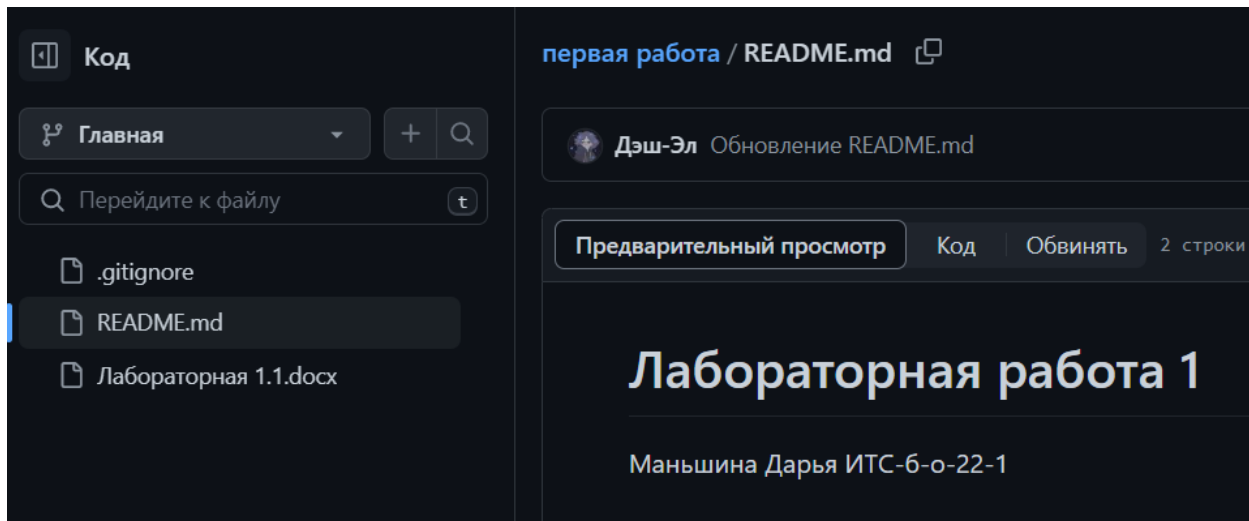 Код
Главная
Перейдите к файлу t
.gitignore
README.md
Лабораторная 1.1.docx
первая работа / README.md
Дэш-Эл Обновление README.md
Предварительный просмотр Код Обвинять 2 строки
Лабораторная работа 1
Маньшина Дарья ИТС-б-о-22-1